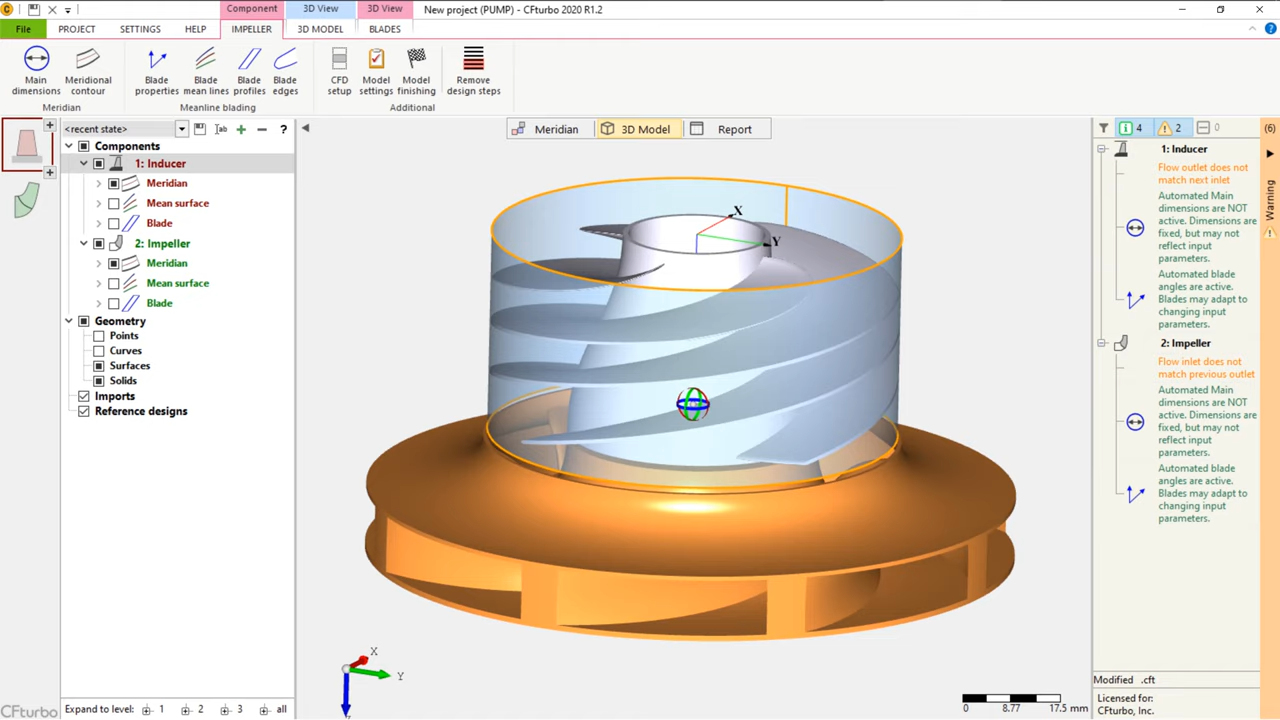 Component
3D View
3D View
New project (PUMP) - CFturbo 2020 R1.2
File
PROJECT
SETTINGS
HELP
IMPELLER
3D MODEL
BLADES
Main
dimensions
Meridional
contour
Meridian
Blade
properties
Blade
mean lines
Blade
profiles
Blade
edges
Meanline blading
CFD
setup
Model
settings
Model
finishing
Additional
Remove
design steps
<recent state>
Components
1: Inducer
Meridian
Mean surface
Blade
2: Impeller
Meridian
Mean surface
Blade
Geometry
Points
Curves
Surfaces
Solids
Imports
Reference designs
Expand to level:
1
2
3
all
CFturbo
Meridian
3D Model
Report
X
Y
X
Y
0
8.77
17.5 mm
4
2
0
(6)
Warning
1: Inducer
Flow outlet does not
match next inlet
Automated Main
dimensions are NOT
active. Dimensions are
fixed, but may not
reflect input
parameters.
Automated blade
angles are active.
Blades may adapt to
changing input
parameters.
2: Impeller
Flow inlet does not
match previous outlet
Automated Main
dimensions are NOT
active. Dimensions are
fixed, but may not
reflect input
parameters.
Automated blade
angles are active.
Blades may adapt to
changing input
parameters.
Modified .cft
Licensed for:
CFturbo, Inc.